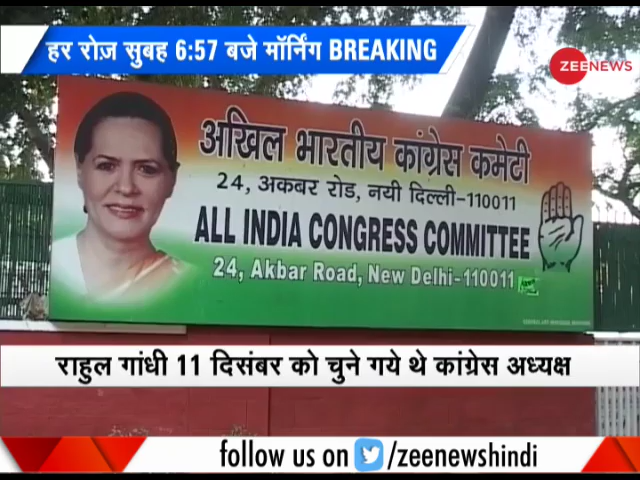 हर रोज़ सुबह 6:57 बजे मॉर्निंग BREAKING
ZEENEWS
अखिल भारतीय कांग्रेस कमेटी
24, अकबर रोड, नयी दिल्ली-110011
ALL INDIA CONGRESS COMMITTEE
24, Akbar Road, New Delhi-110011
राहुल गांधी 11 दिसंबर को चुने गये थे कांग्रेस अध्यक्ष
follow us on /zeenewshindi